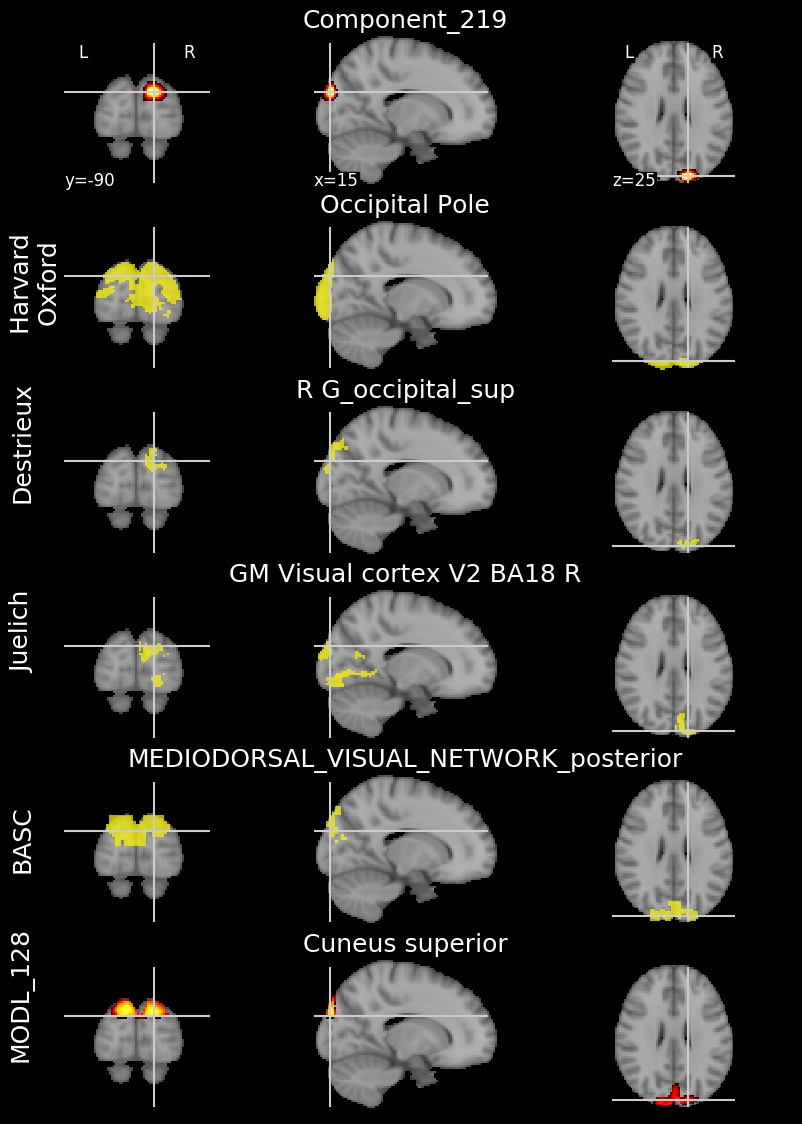 Component_219
L R L R
y=-90 x=15 z=25
Occipital Pole
Harvard
Oxford
R G_occipital_sup
Destrieux
GM Visual cortex V2 BA18 R
Juelich
MEDIODORSAL_VISUAL_NETWORK_posterior
BASC
Cuneus superior
MODL_128